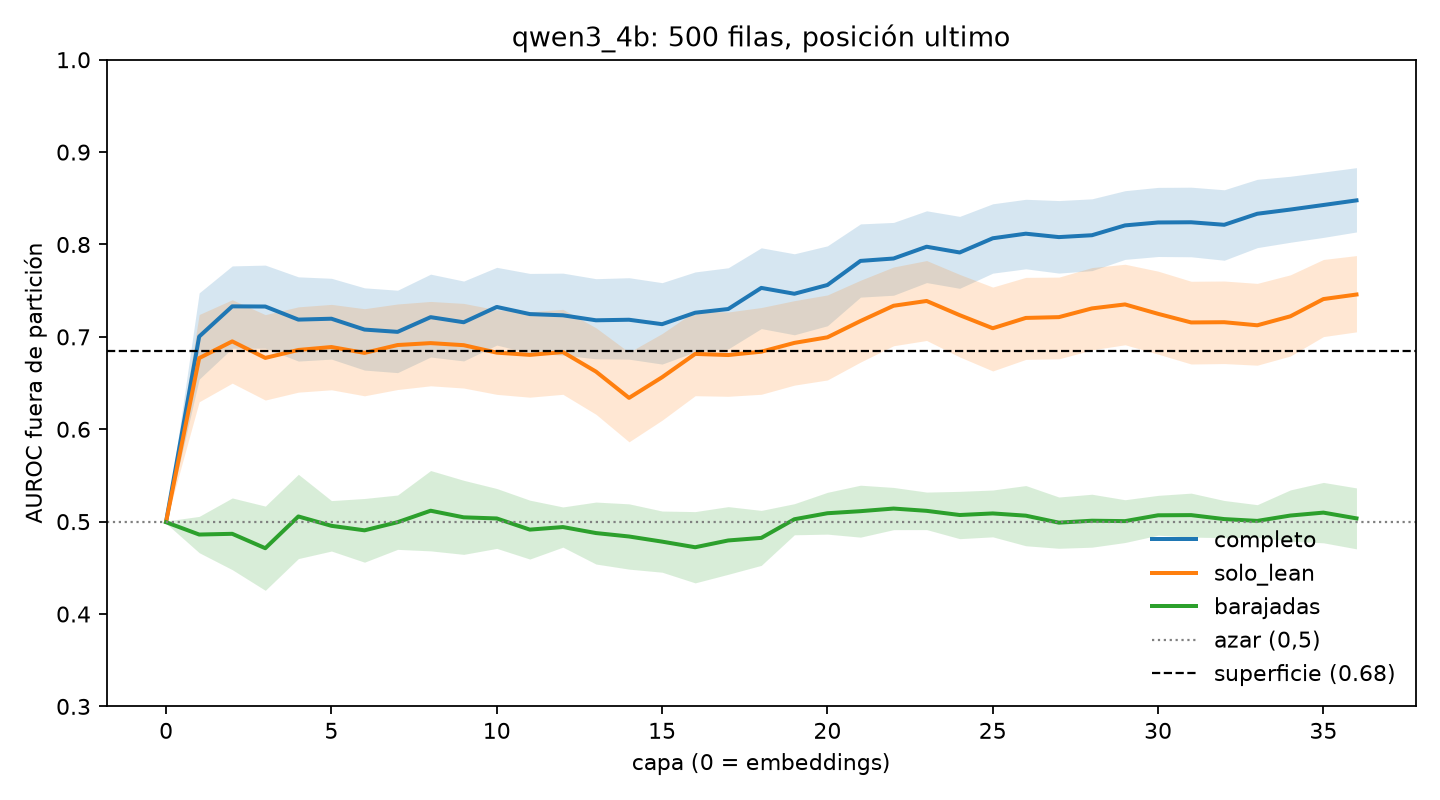 qwen3_4b: 500 filas, posición ultimo
AUROC fuera de partición
1.0
0.9
0.8
0.7
0.6
0.5
0.4
0.3
completo
solo_lean
barajadas
azar (0,5)
superficie (0.68)
0 5 10 15 20 25 30 35
capa (0 = embeddings)